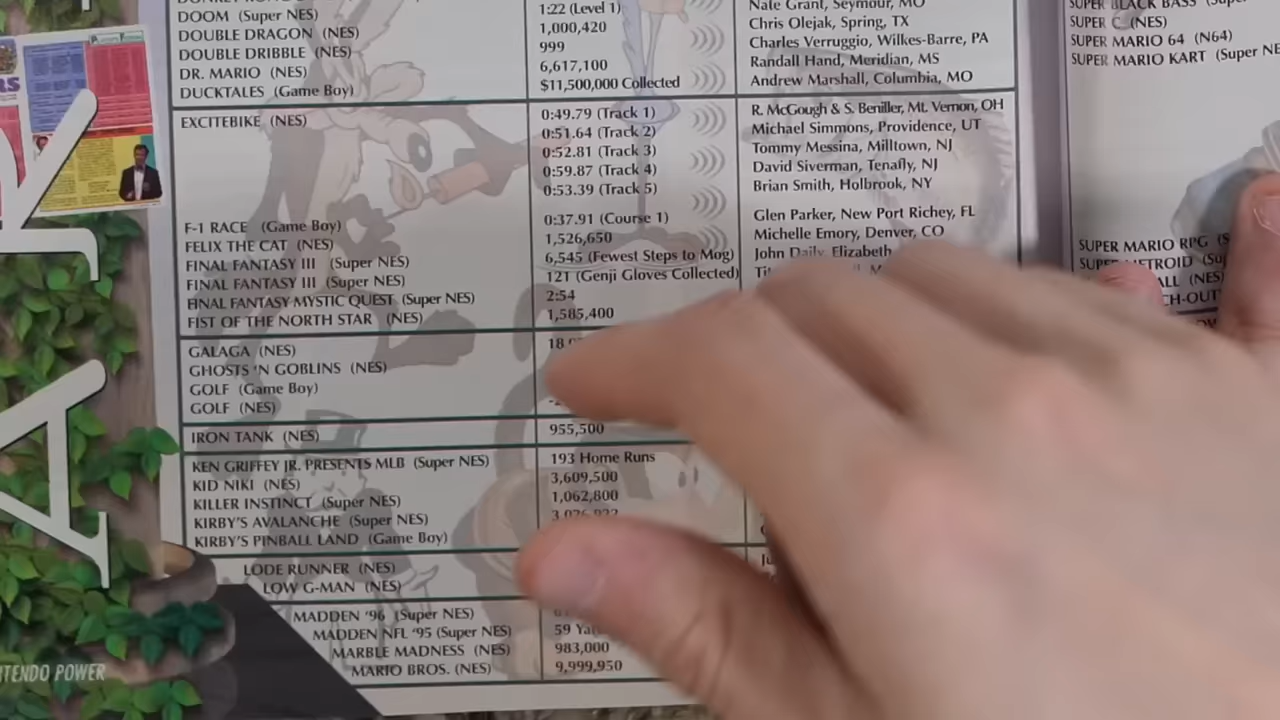 DOOM (Super NES) 1:22 (Level 1) Nate Grant, Seymour, MO
DOUBLE DRAGON (NES) 1,000,420 Chris Olejak, Spring, TX
DOUBLE DRIBBLE (NES) 999 Charles Verruggio, Wilkes-Barre, PA
DR. MARIO (NES) 6,617,100 Randall Hand, Meridian, MS
DUCKTALES (Game Boy) $11,500,000 Collected Andrew Marshall, Columbia, MO
EXCITEBIKE (NES) 0:49.79 (Track 1) R. McGough & S. Beniller, Mt. Vernon, OH
0:51.64 (Track 2) Michael Simmons, Providence, UT
0:52.81 (Track 3) Tommy Messina, Milltown, NJ
0:59.87 (Track 4) David Siverman, Tenafly, NJ
0:53.39 (Track 5) Brian Smith, Holbrook, NY
F-1 RACE (Game Boy) 0:37.91 (Course 1) Glen Parker, New Port Richey, FL
FELIX THE CAT (NES) 1,526,650 Michelle Emory, Denver, CO
FINAL FANTASY III (Super NES) 6,545 (Fewest Steps to Mog) John Daily, Elizabeth
FINAL FANTASY III (Super NES) 121 (Genji Gloves Collected)
FINAL FANTASY MYSTIC QUEST (Super NES) 2:54
FIST OF THE NORTH STAR (NES) 1,585,400
GALAGA (NES)
GHOSTS 'N GOBLINS (NES)
GOLF (Game Boy)
GOLF (NES)
IRON TANK (NES) 955,500
KEN GRIFFEY JR. PRESENTS MLB (Super NES) 193 Home Runs
KID NIKI (NES) 3,609,500
KILLER INSTINCT (Super NES) 1,062,800
KIRBY'S AVALANCHE (Super NES)
KIRBY'S PINBALL LAND (Game Boy)
LODE RUNNER (NES)
LOW G-MAN (NES)
MADDEN '96 (Super NES)
MADDEN NFL '95 (Super NES) 59
MARBLE MADNESS (NES) 983,000
MARIO BROS. (NES) 9,999,950
SUPER BLACK BASS
SUPER C (NES)
SUPER MARIO 64 (N64)
SUPER MARIO KART (Super
SUPER MARIO RPG
SUPER
(NES)
POWER